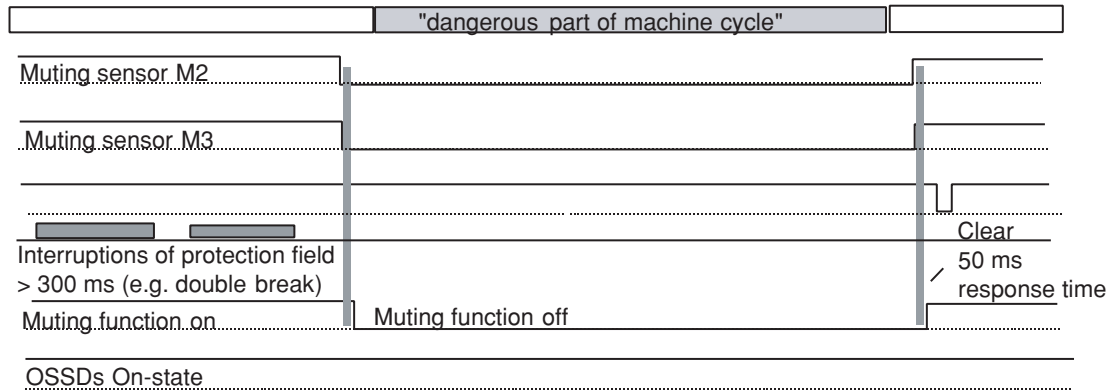 "dangerous part of machine cycle"
Muting sensor M2
Muting sensor M3
Clear
Interruptions of protection field
> 300 ms (e.g. double break)
50 ms
response time
Muting function on
Muting function off
OSSDs On-state